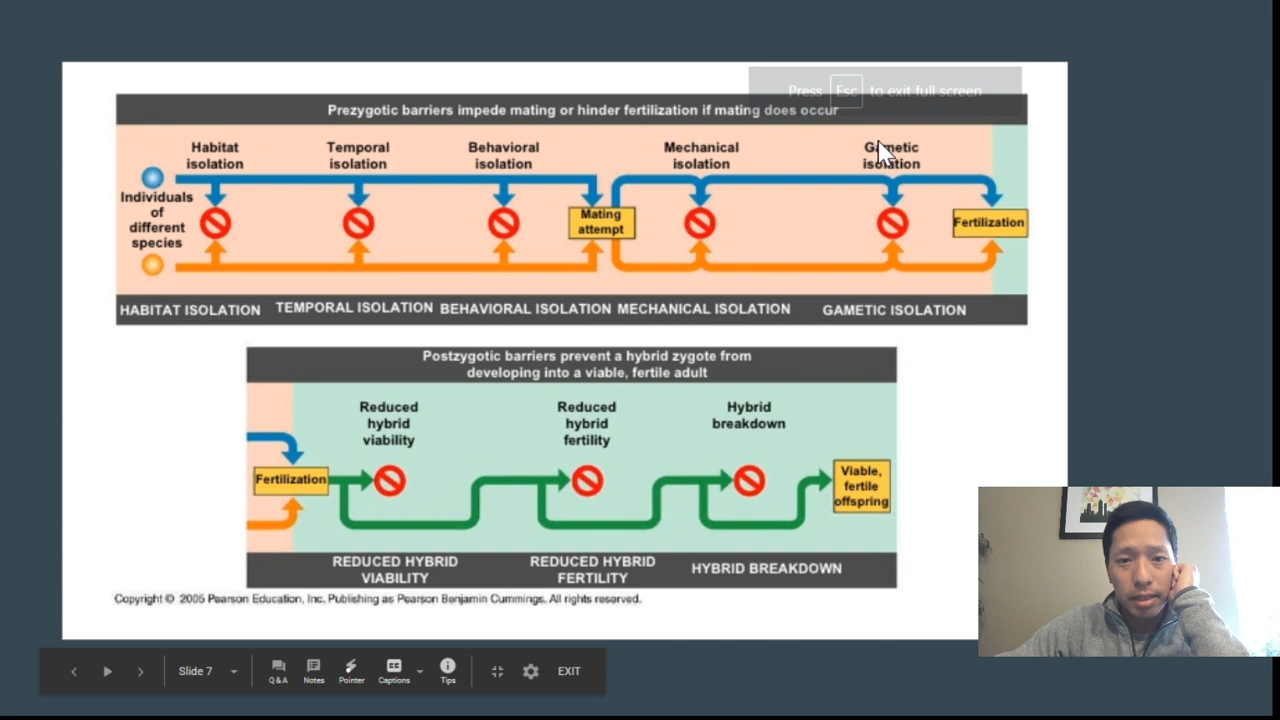 Press Esc to exit full screen
Prezygotic barriers impede mating or hinder fertilization if mating does occur
Habitat
isolation
Temporal
isolation
Behavioral
isolation
Mechanical
isolation
Gametic
isolation
Individuals
of
different
species
Mating
attempt
Fertilization
HABITAT ISOLATION
TEMPORAL ISOLATION
BEHAVIORAL ISOLATION
MECHANICAL ISOLATION
GAMETIC ISOLATION
Postzygotic barriers prevent a hybrid zygote from
developing into a viable, fertile adult
Reduced
hybrid
viability
Reduced
hybrid
fertility
Hybrid
breakdown
Fertilization
Viable,
fertile
offspring
REDUCED HYBRID
VIABILITY
REDUCED HYBRID
FERTILITY
HYBRID BREAKDOWN
Copyright © 2005 Pearson Education, Inc. Publishing as Pearson Benjamin Cummings. All rights reserved.
Slide 7
Q&A
Notes
Pointer
CC
Captions
Tips
EXIT